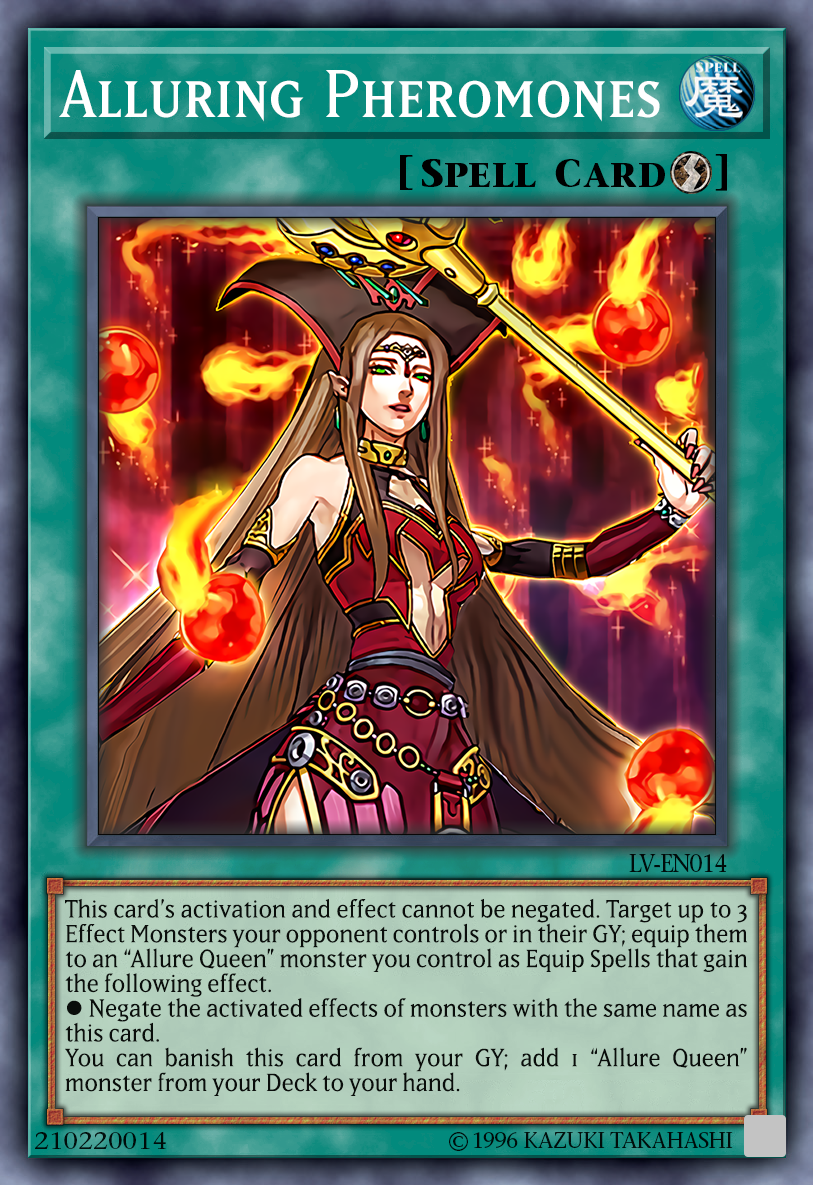 Alluring Pheromones
SPELL
魔
[Spell Card]
LV-EN014
This card's activation and effect cannot be negated. Target up to 3
Effect Monsters your opponent controls or in their GY; equip them
to an “Allure Queen” monster you control as Equip Spells that gain
the following effect.
● Negate the activated effects of monsters with the same name as
this card.
You can banish this card from your GY; add 1 “Allure Queen”
monster from your Deck to your hand.
210220014
© 1996 KAZUKI TAKAHASHI